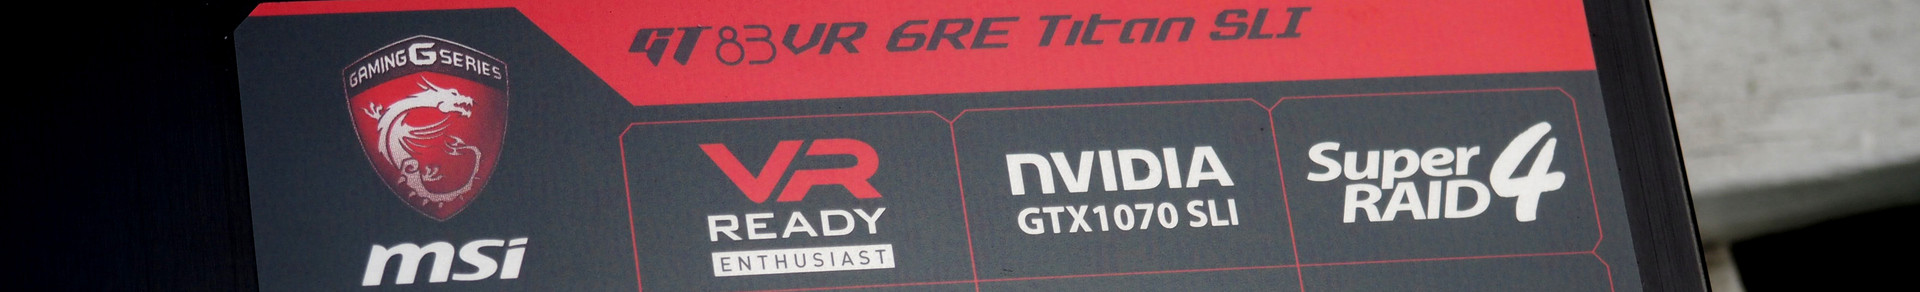 GT83VR 6RE Titan SLI
GAMING G SERIES
msi
VR
READY
ENTHUSIAST
NVIDIA
GTX1070 SLI
Super
RAID 4